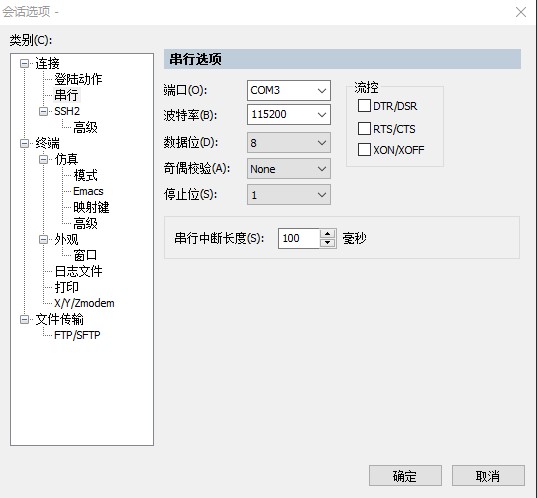 会话选项 -
类别(C):
连接
登陆动作
串行
SSH2
高级
终端
仿真
模式
Emacs
映射键
高级
外观
窗口
日志文件
打印
X/Y/Zmodem
文件传输
FTP/SFTP
串行选项
端口(O): COM3
波特率(B): 115200
数据位(D): 8
奇偶校验(A): None
停止位(S): 1
流控
DTR/DSR
RTS/CTS
XON/XOFF
串行中断长度(S): 100 毫秒
确定 取消